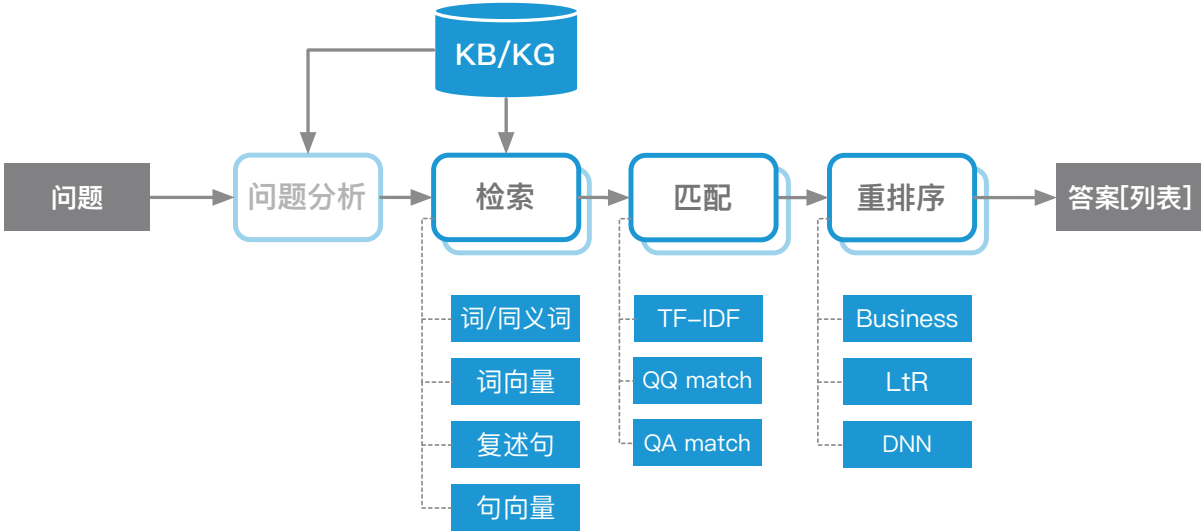 KB/KG
问题
问题分析
检索
匹配
重排序
答案[列表]
词/同义词
词向量
复述句
句向量
TF-IDF
QQ match
QA match
Business
LtR
DNN